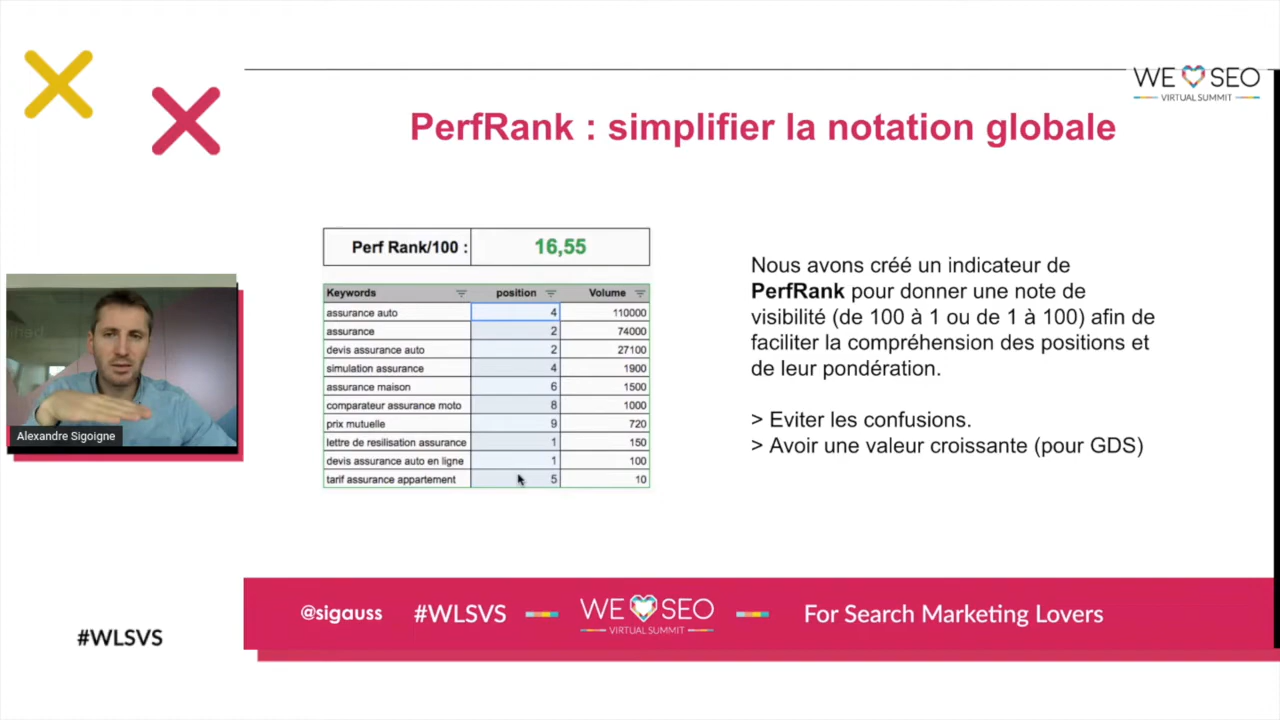 WE SEO
VIRTUAL SUMMIT
PerfRank : simplifier la notation globale
Perf Rank/100 : 16,55
Keywords position Volume
assurance auto 4 110000
assurance 2 74000
devis assurance auto 2 27100
simulation assurance 4 1900
assurance maison 6 1500
comparateur assurance moto 8 1000
prix mutuelle 9 720
lettre de resilisation assurance 1 150
devis assurance auto en ligne 1 100
tarif assurance appartement 5 10
Nous avons créé un indicateur de
PerfRank pour donner une note de
visibilité (de 100 à 1 ou de 1 à 100) afin de
faciliter la compréhension des positions et
de leur pondération.
> Eviter les confusions.
> Avoir une valeur croissante (pour GDS)
Alexandre Sigoigne
@sigauss #WLSVS WE SEO For Search Marketing Lovers
VIRTUAL SUMMIT
#WLSVS